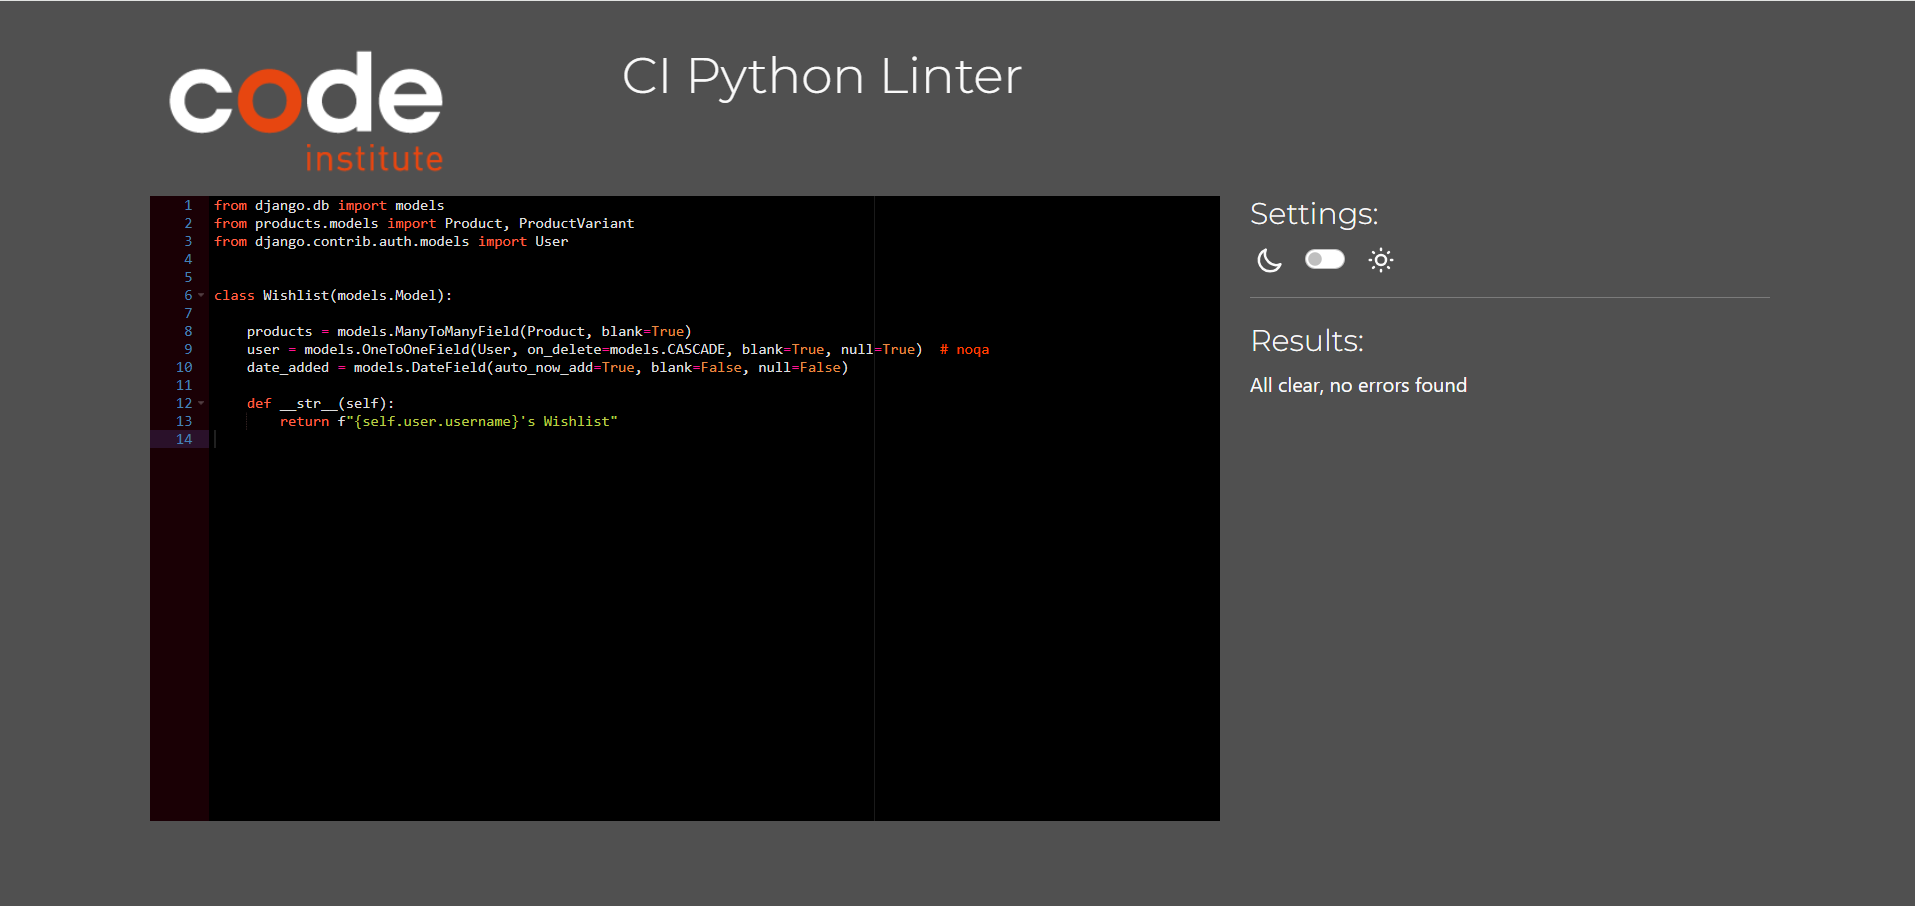 code
institute
CI Python Linter
1 from django.db import models
2 from products.models import Product, ProductVariant
3 from django.contrib.auth.models import User
4
5
6 class Wishlist(models.Model):
7
8     products = models.ManyToManyField(Product, blank=True)
9     user = models.OneToOneField(User, on_delete=models.CASCADE, blank=True, null=True)  # noqa
10     date_added = models.DateField(auto_now_add=True, blank=False, null=False)
11
12     def __str__(self):
13         return f"{self.user.username}'s Wishlist"
14
Settings:
Results:
All clear, no errors found